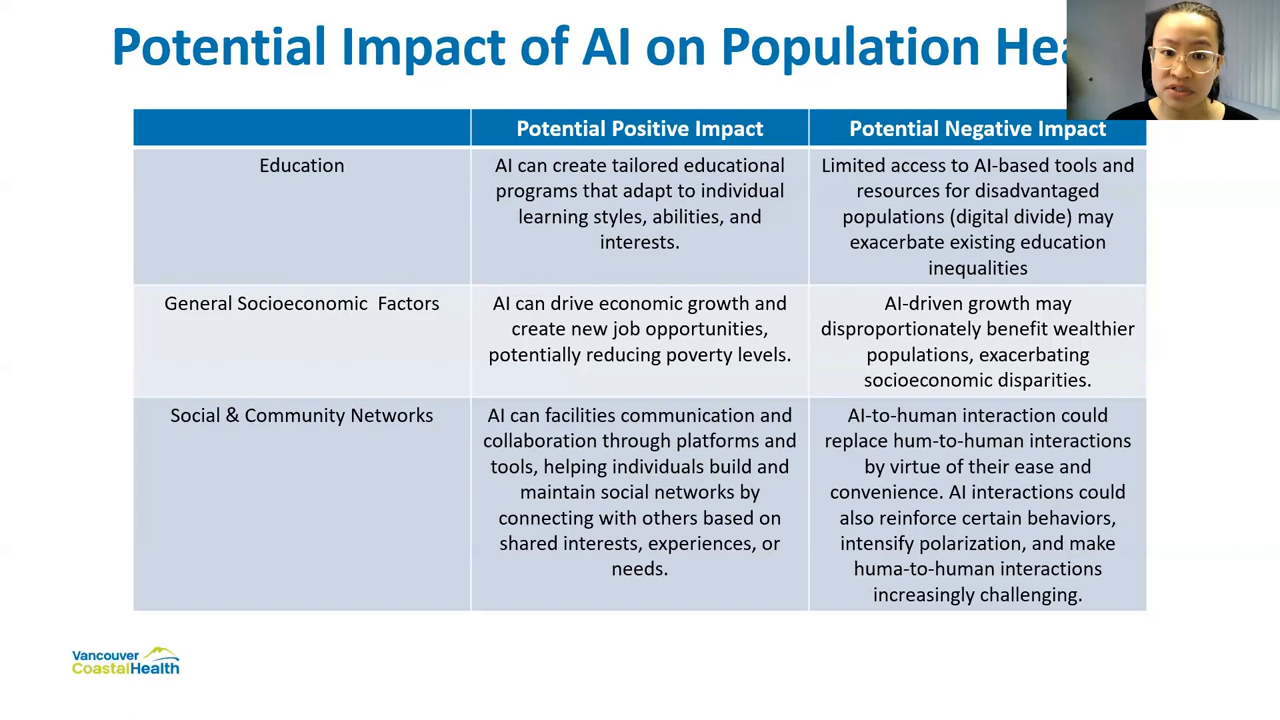 Potential Impact of AI on Population Hea
Potential Positive Impact
Potential Negative Impact
Education
AI can create tailored educational
programs that adapt to individual
learning styles, abilities, and
interests.
Limited access to AI-based tools and
resources for disadvantaged
populations (digital divide) may
exacerbate existing education
inequalities
General Socioeconomic Factors
AI can drive economic growth and
create new job opportunities,
potentially reducing poverty levels.
AI-driven growth may
disproportionately benefit wealthier
populations, exacerbating
socioeconomic disparities.
Social & Community Networks
AI can facilities communication and
collaboration through platforms and
tools, helping individuals build and
maintain social networks by
connecting with others based on
shared interests, experiences, or
needs.
AI-to-human interaction could
replace hum-to-human interactions
by virtue of their ease and
convenience. AI interactions could
also reinforce certain behaviors,
intensify polarization, and make
huma-to-human interactions
increasingly challenging.
Vancouver
CoastalHealth